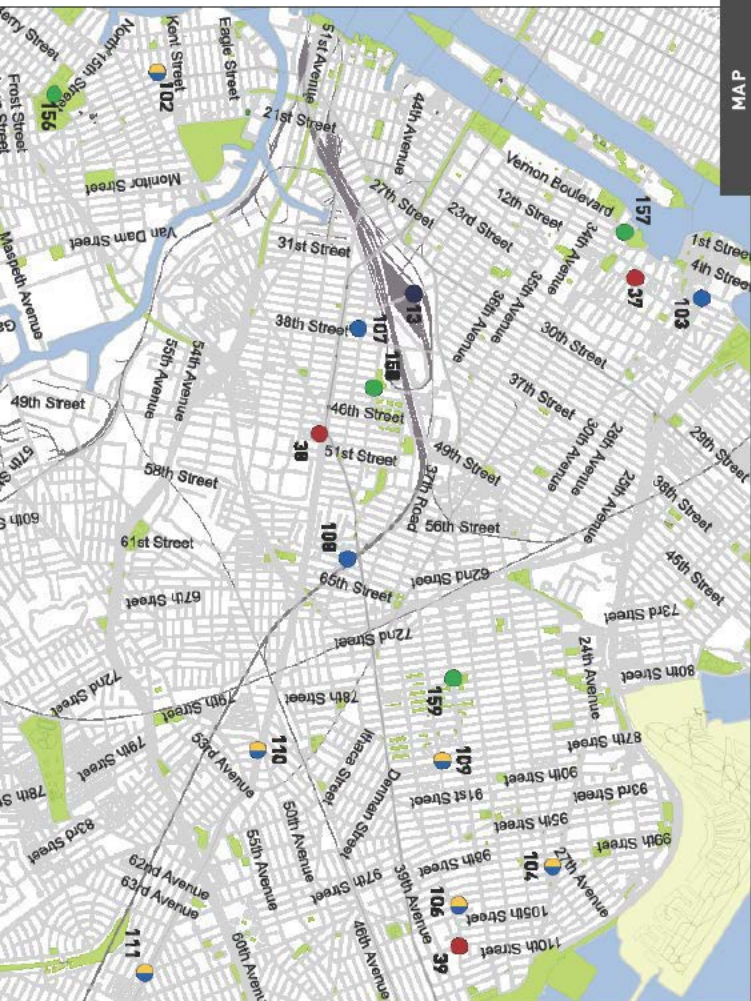 MAP
51st Avenue
Kent Street
Eagle Street
North 15th Street
102
156
Frost Street
21st Street
44th Avenue
Monitor Street
Vernon Boulevard
12th Street
27th Street
23rd Street
157
34th Avenue
1st Street
4th Street
37
103
Van Dam Street
31st Street
13
35th Avenue
36th Avenue
30th Street
Maspeth Avenue
38th Street
107
54th Avenue
55th Avenue
37th Street
46th Street
49th Street
38
51st Street
30th Avenue
28th Avenue
25th Avenue
29th Street
49th Street
37th Road
58th Street
38th Street
56th Street
61st Street
108
65th Street
62nd Street
45th Street
67th Street
73rd Street
72nd Street
24th Avenue
80th Street
72nd Street
79th Street
78th Street
159
79th Street
53rd Avenue
110
Ithaca Street
109
87th Street
90th Street
78th St
83rd Street
50th Avenue
Denman Street
91st Street
93rd Street
95th Street
55th Avenue
99th Street
62nd Avenue
63rd Avenue
97th Street
98th Street
104
27th Avenue
39th Avenue
106
105th Street
111
60th Avenue
46th Avenue
39
110th Street